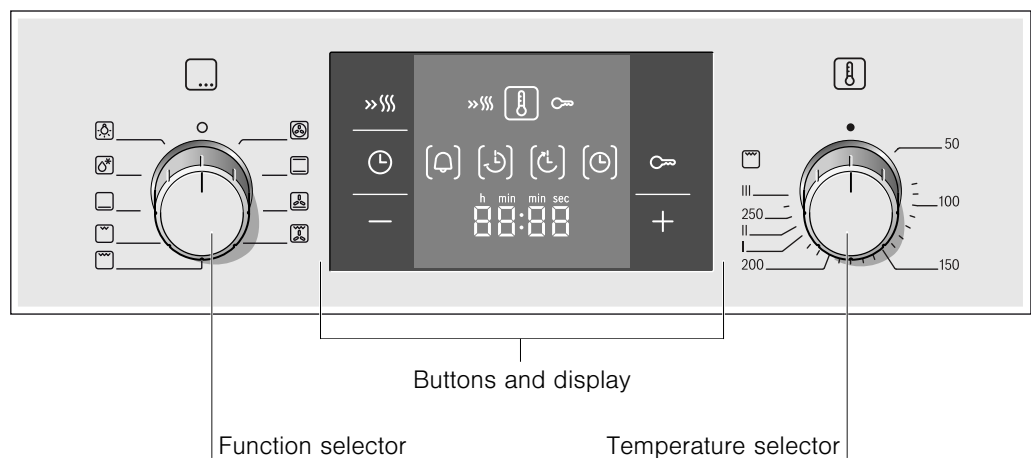 h min min sec
88:88
50
100
150
III
250
II
I
200
Buttons and display
Function selector
Temperature selector